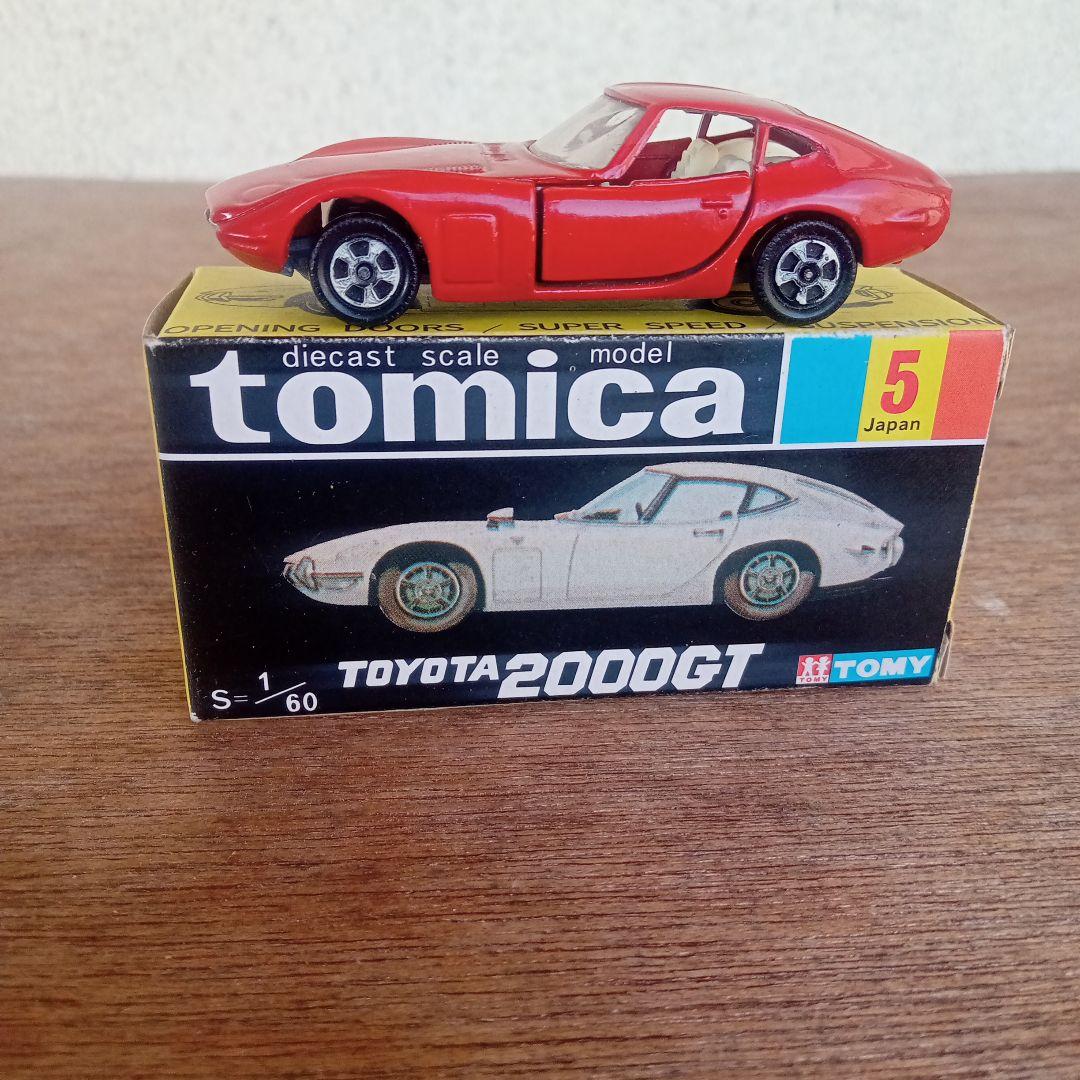 OPENING DOORS / SUPER SPEED / SUSPENSION
diecast scale model
tomica
5
Japan
TOYOTA 2000GT
S=1/60
TOMY
TOMY